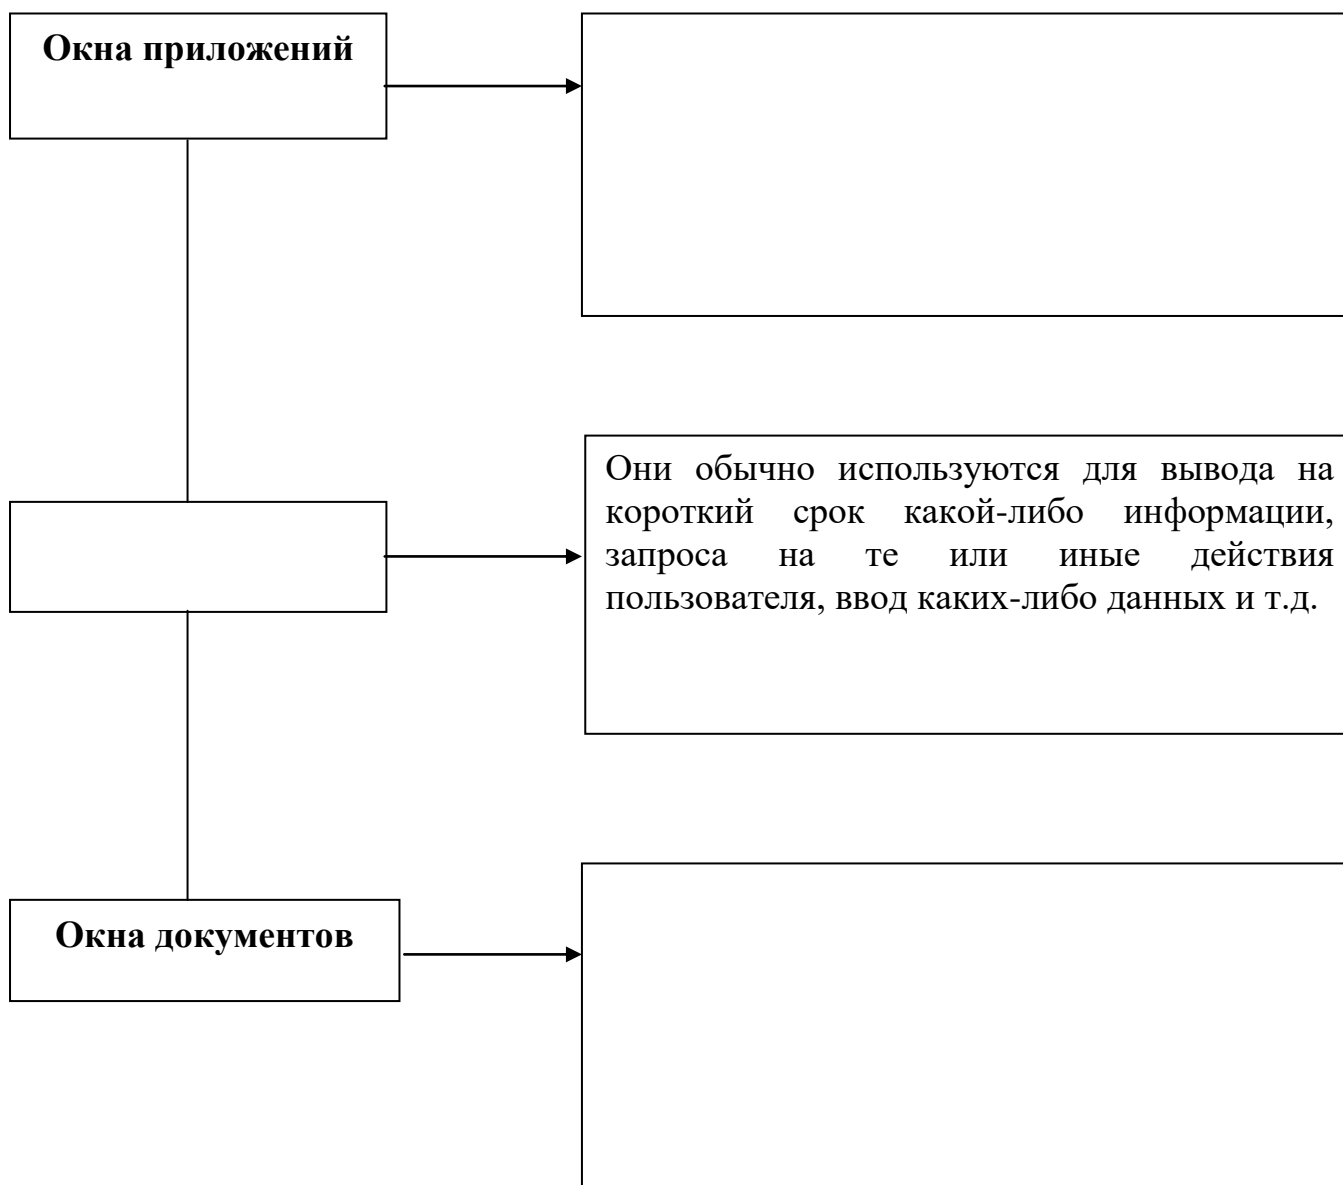 Окна приложений
Они обычно используются для вывода на
короткий срок какой-либо информации,
запроса на те или иные действия
пользователя, ввод каких-либо данных и т.д.
Окна документов